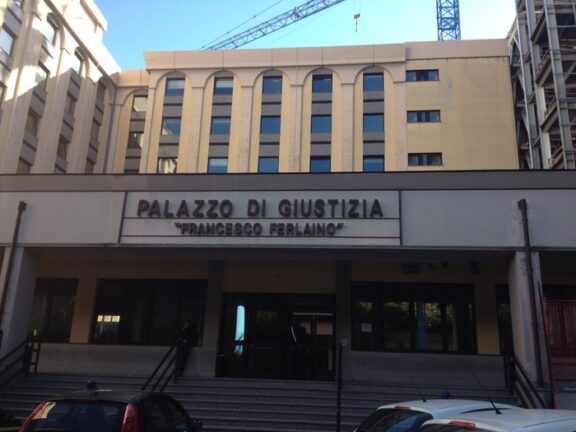 PALAZZO DI GIUSTIZIA
"FRANCESCO FERLAINO"